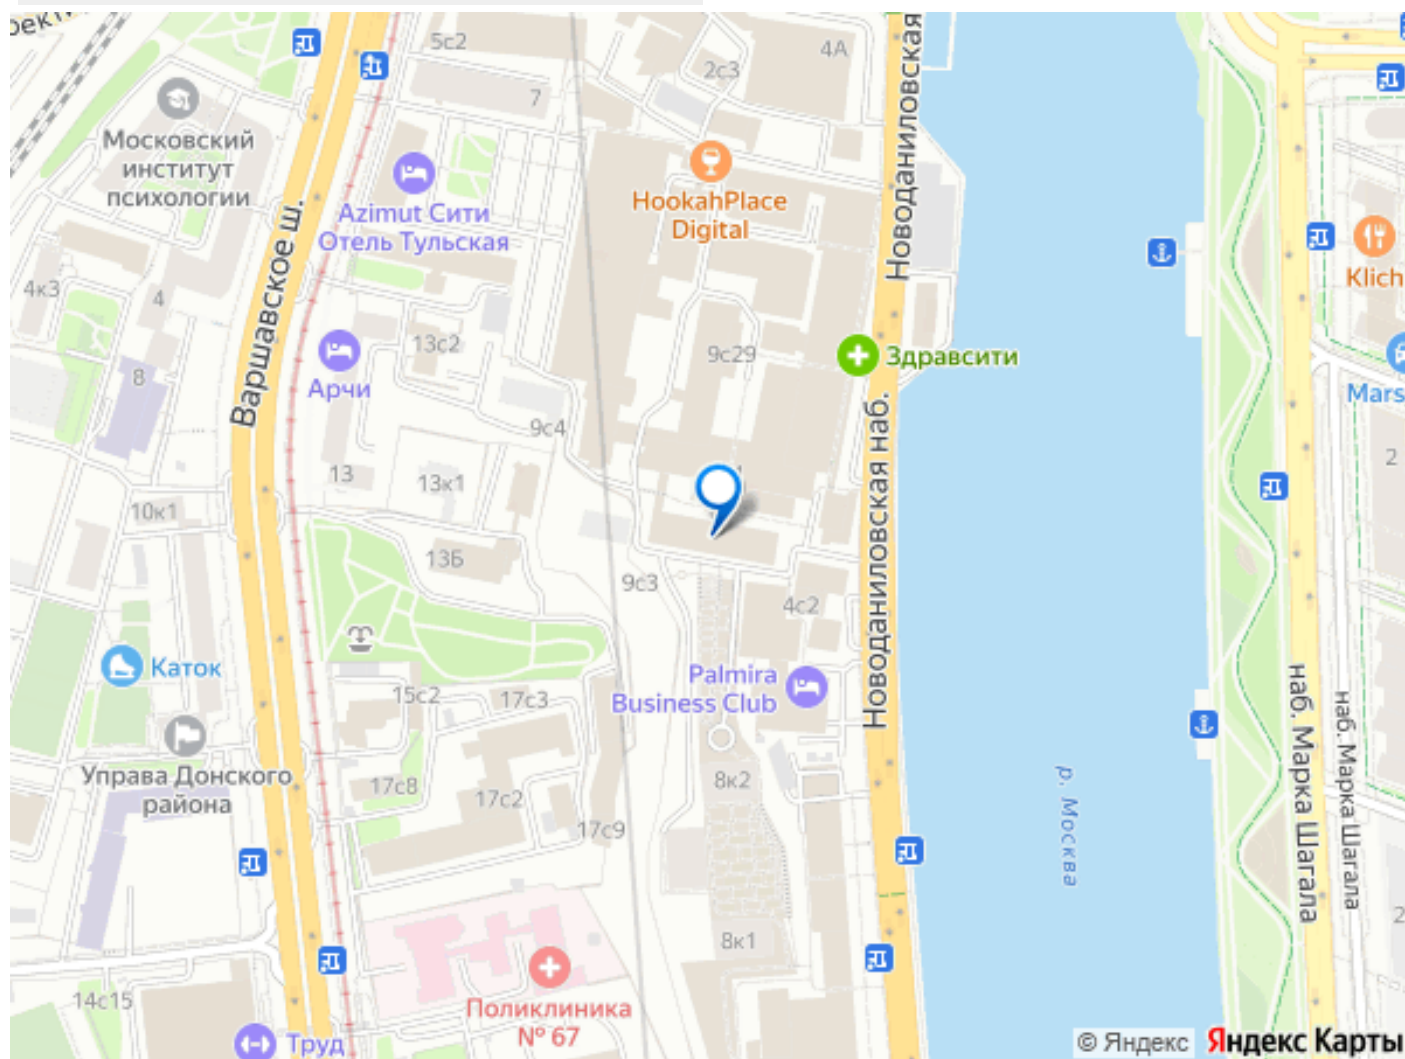 5с2
4А
2с3
7
Новоданиловская
Московский
институт
психологии
HookahPlace
Digital
Azimut Сити
Отель Тульская
Варшавское ш.
4к3
4
Klich
13с2
9с29
Здравсити
8
Арчи
Mars
9с4
Новоданиловская наб.
2
13
13к1
10к1
13Б
9с3
4с2
Каток
Palmira
Business Club
15с2
17с3
наб. Марка Шагала
наб. Марка Шагала
Управа Донского
района
17с8
17с2
8к2
р. Москва
17с9
8к1
2
14с15
Поликлиника
№ 67
Труд
© Яндекс
Яндекс Карты